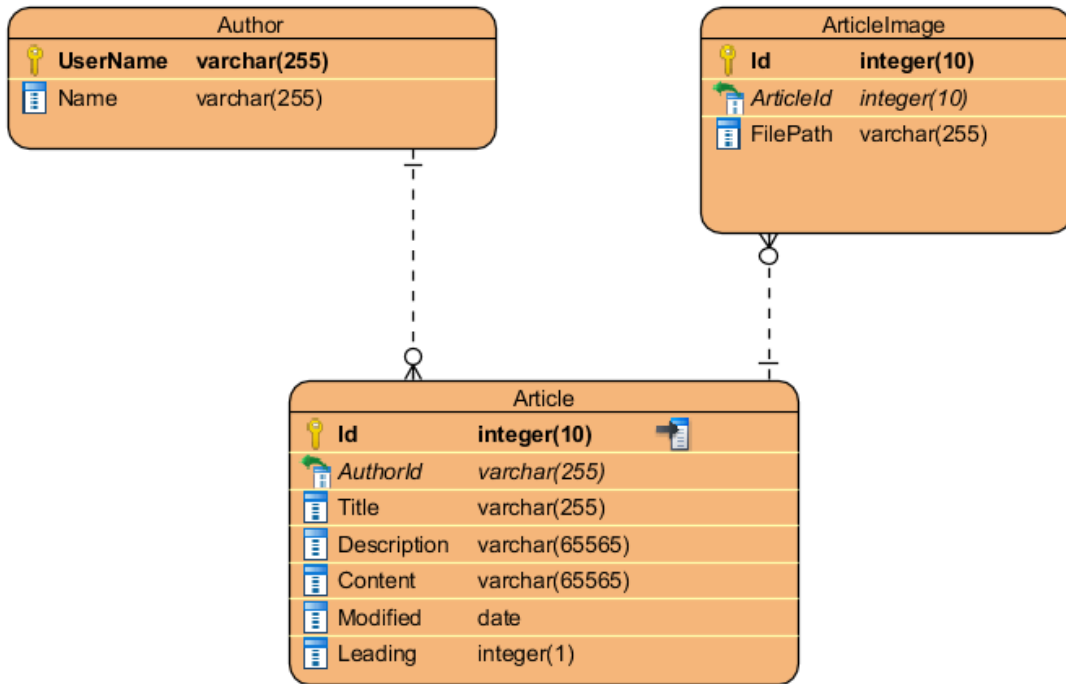 Author
UserName varchar(255)
Name varchar(255)
ArticleImage
Id integer(10)
ArticleId integer(10)
FilePath varchar(255)
Article
Id integer(10)
AuthorId varchar(255)
Title varchar(255)
Description varchar(65565)
Content varchar(65565)
Modified date
Leading integer(1)